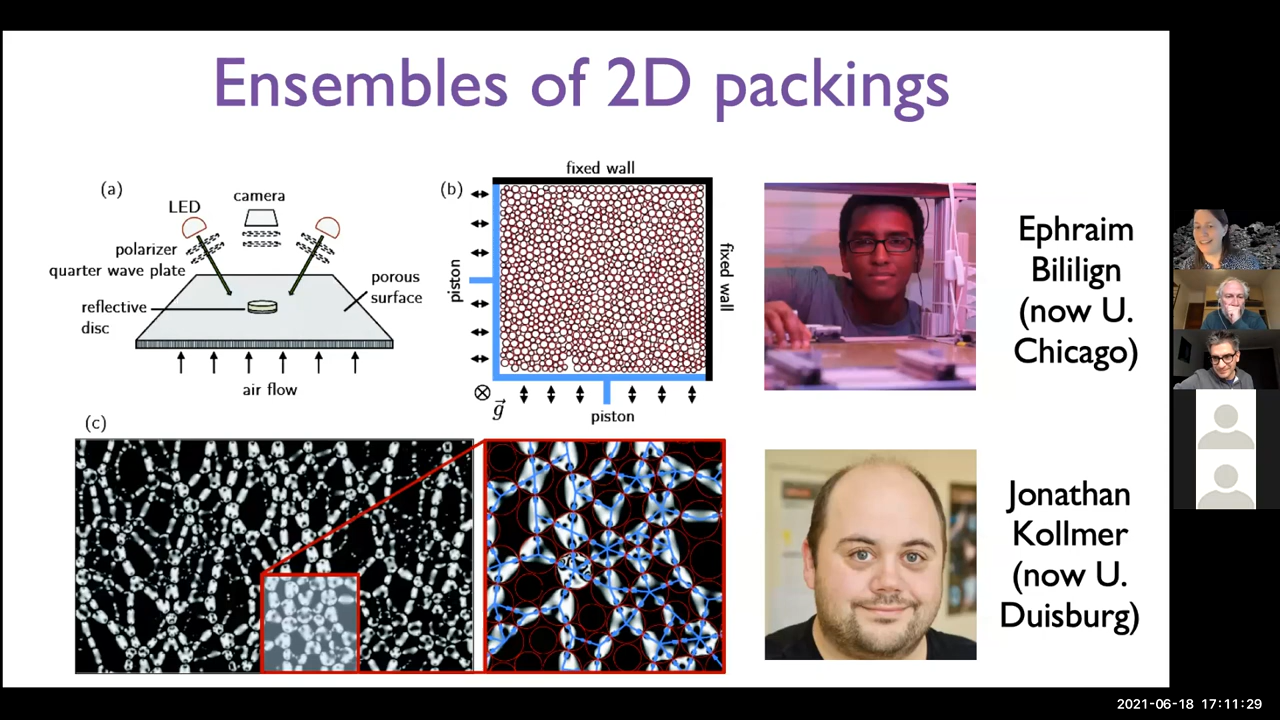 Ensembles of 2D packings
(a)
camera
LED
polarizer
quarter wave plate
reflective
disc
porous
surface
air flow
(b)
fixed wall
piston
fixed wall
g
piston
(c)
Ephraim
Bililign
(now U.
Chicago)
Jonathan
Kollmer
(now U.
Duisburg)
2021-06-18 17:11:29